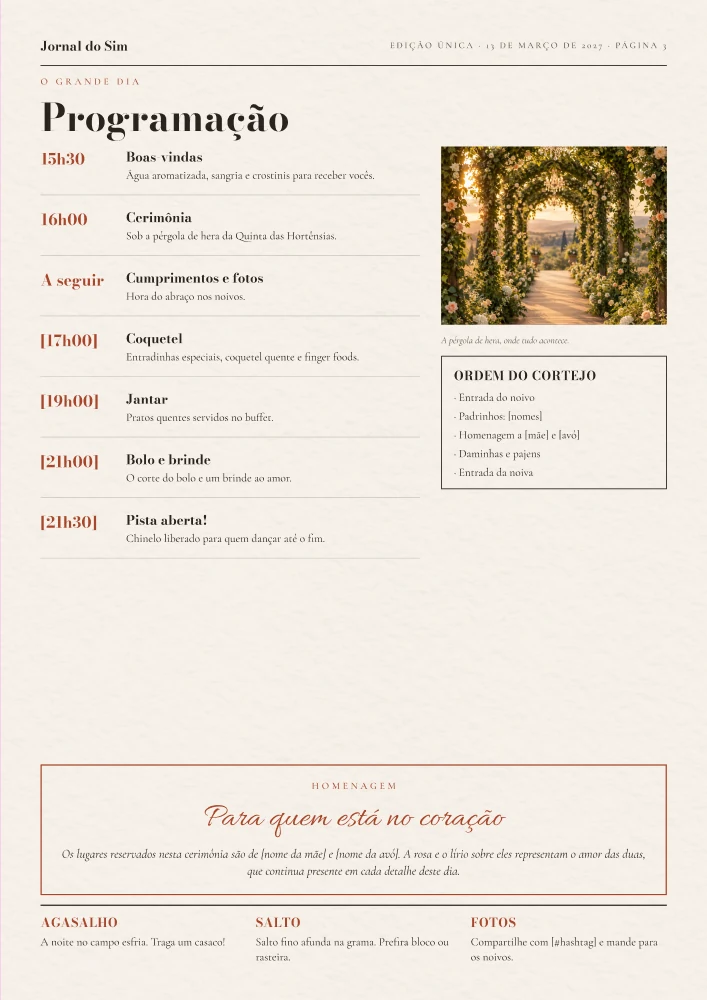 Jornal do Sim
EDIÇÃO ÚNICA · 13 DE MARÇO DE 2027 · PÁGINA 3
O GRANDE DIA
Programação
15h30
Boas vindas
Água aromatizada, sangria e crostinis para receber vocês.
16h00
Cerimônia
Sob a pérgola de hera da Quinta das Hortênsias.
A seguir
Cumprimentos e fotos
Hora do abraço nos noivos.
[17h00]
Coquetel
Entradinhas especiais, coquetel quente e finger foods.
[19h00]
Jantar
Pratos quentes servidos no buffet.
[21h00]
Bolo e brinde
O corte do bolo e um brinde ao amor.
[21h30]
Pista aberta!
Chinelo liberado para quem dançar até o fim.
A pérgola de hera, onde tudo acontece.
ORDEM DO CORTEJO
· Entrada do noivo
· Padrinhos: [nomes]
· Homenagem a [mãe] e [avó]
· Daminhas e pajens
· Entrada da noiva
HOMENAGEM
Para quem está no coração
Os lugares reservados nesta cerimônia são de [nome da mãe] e [nome da avó]. A rosa e o lírio sobre eles representam o amor das duas,
que continua presente em cada detalhe deste dia.
AGASALHO
A noite no campo esfria. Traga um casaco!
SALTO
Salto fino afunda na grama. Prefira bloco ou
rasteira.
FOTOS
Compartilhe com [#hashtag] e mande para
os noivos.